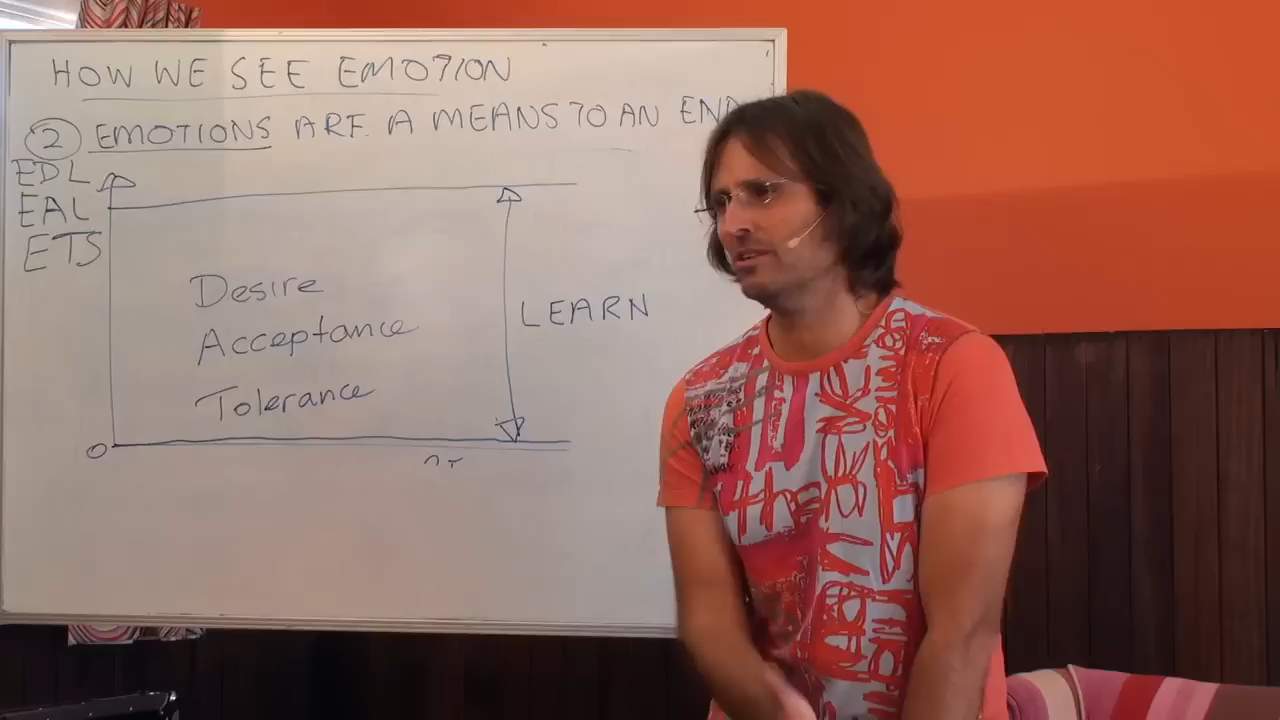 HOW WE SEE EMOTION
2 EMOTIONS ARE A MEANS TO AN END
EDL
EAL
ETS
Desire
Acceptance
Tolerance
LEARN
0